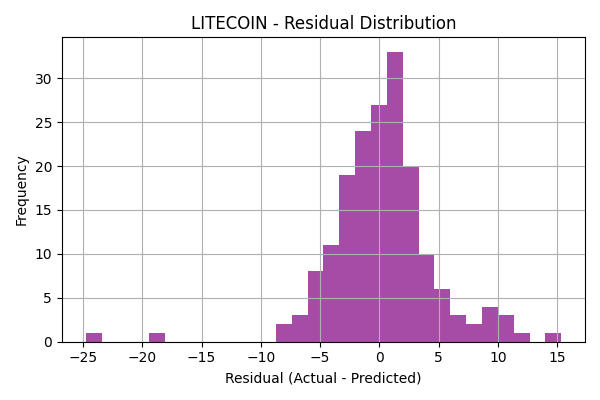 LITECOIN - Residual Distribution
Frequency
30
25
20
15
10
5
0
−25 −20 −15 −10 −5 0 5 10 15
Residual (Actual - Predicted)